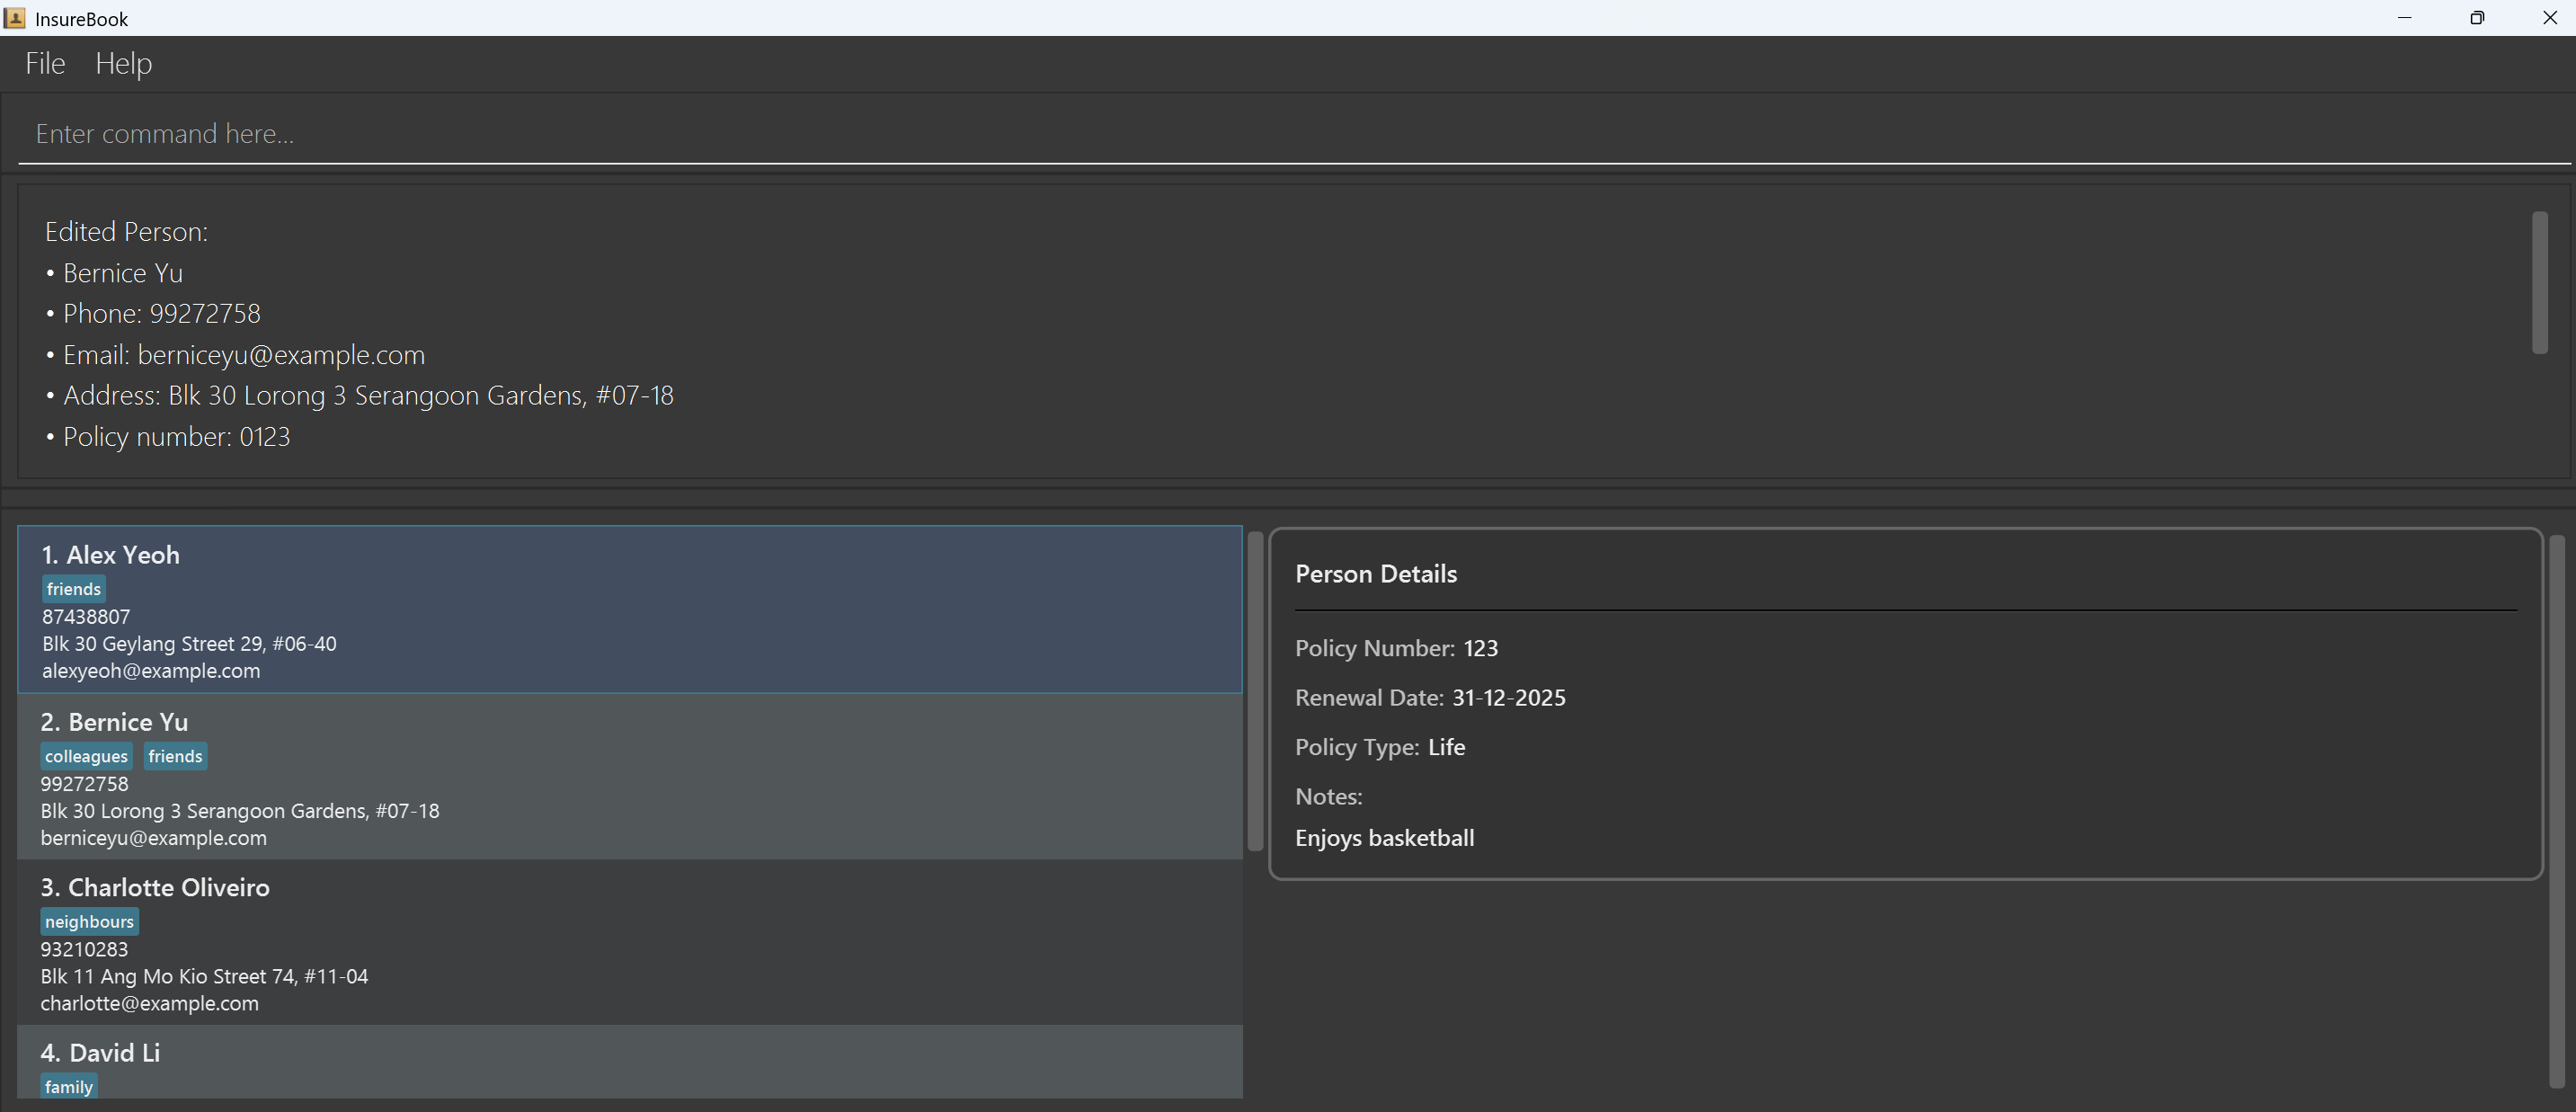 InsureBook
File Help
Enter command here...
Edited Person:
• Bernice Yu
• Phone: 99272758
• Email: berniceyu@example.com
• Address: Blk 30 Lorong 3 Serangoon Gardens, #07-18
• Policy number: 0123
1. Alex Yeoh
friends
87438807
Blk 30 Geylang Street 29, #06-40
alexyeoh@example.com
2. Bernice Yu
colleagues friends
99272758
Blk 30 Lorong 3 Serangoon Gardens, #07-18
berniceyu@example.com
3. Charlotte Oliveiro
neighbours
93210283
Blk 11 Ang Mo Kio Street 74, #11-04
charlotte@example.com
4. David Li
family
Person Details
Policy Number: 123
Renewal Date: 31-12-2025
Policy Type: Life
Notes:
Enjoys basketball